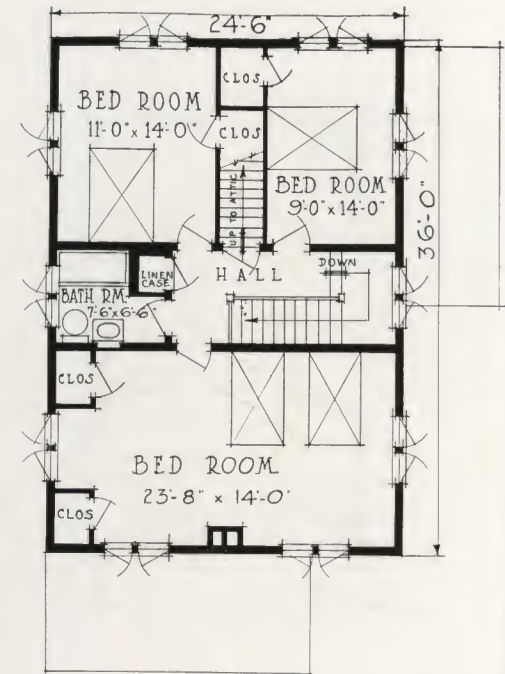 24'-6"
CLOS
BED ROOM
11'-0" x 14'-0"
CLOS
UP TO ATTIC
BED ROOM
9'-0" x 14'-0"
36'-0"
LINEN
CASE
HALL
DOWN
BATH RM.
7'-6" x 6'-6"
CLOS
BED ROOM
23'-8" x 14'-0"
CLOS